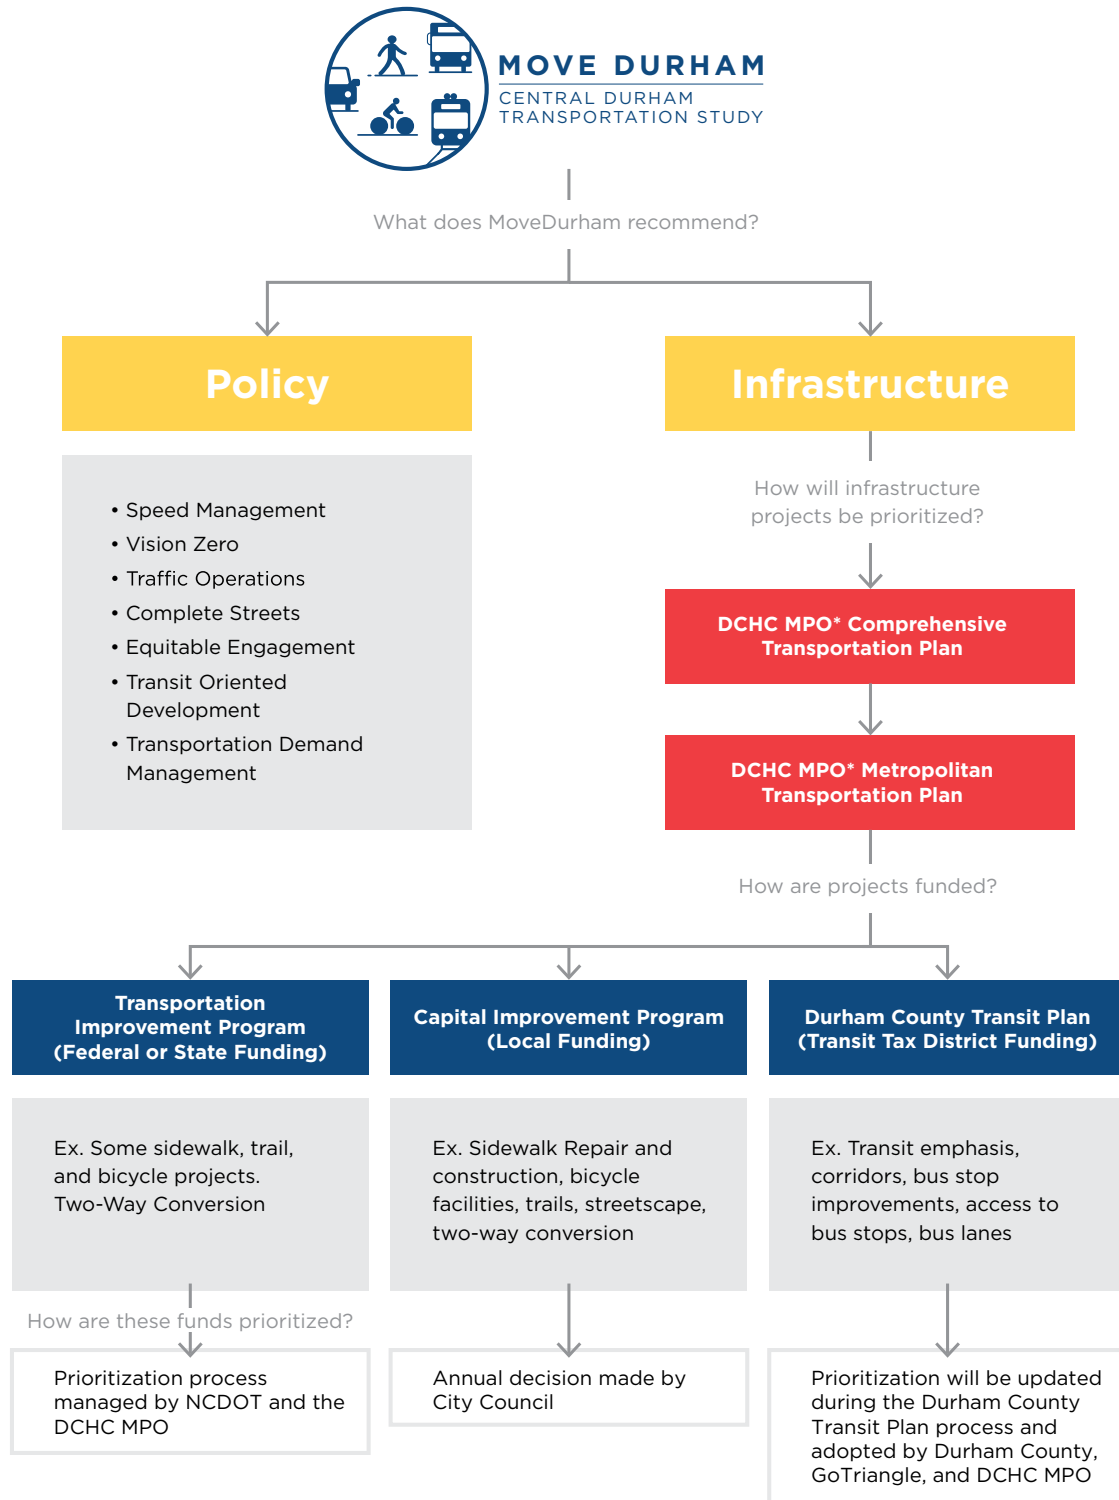 MOVE DURHAM
CENTRAL DURHAM
TRANSPORTATION STUDY
What does MoveDurham recommend?
Policy
• Speed Management
• Vision Zero
• Traffic Operations
• Complete Streets
• Equitable Engagement
• Transit Oriented
Development
• Transportation Demand
Management
Infrastructure
How will infrastructure
projects be prioritized?
DCHC MPO* Comprehensive
Transportation Plan
DCHC MPO* Metropolitan
Transportation Plan
How are projects funded?
Transportation
Improvement Program
(Federal or State Funding)
Ex. Some sidewalk, trail,
and bicycle projects.
Two-Way Conversion
How are these funds prioritized?
Prioritization process
managed by NCDOT and the
DCHC MPO
Capital Improvement Program
(Local Funding)
Ex. Sidewalk Repair and
construction, bicycle
facilities, trails, streetscape,
two-way conversion
Annual decision made by
City Council
Durham County Transit Plan
(Transit Tax District Funding)
Ex. Transit emphasis,
corridors, bus stop
improvements, access to
bus stops, bus lanes
Prioritization will be updated
during the Durham County
Transit Plan process and
adopted by Durham County,
GoTriangle, and DCHC MPO